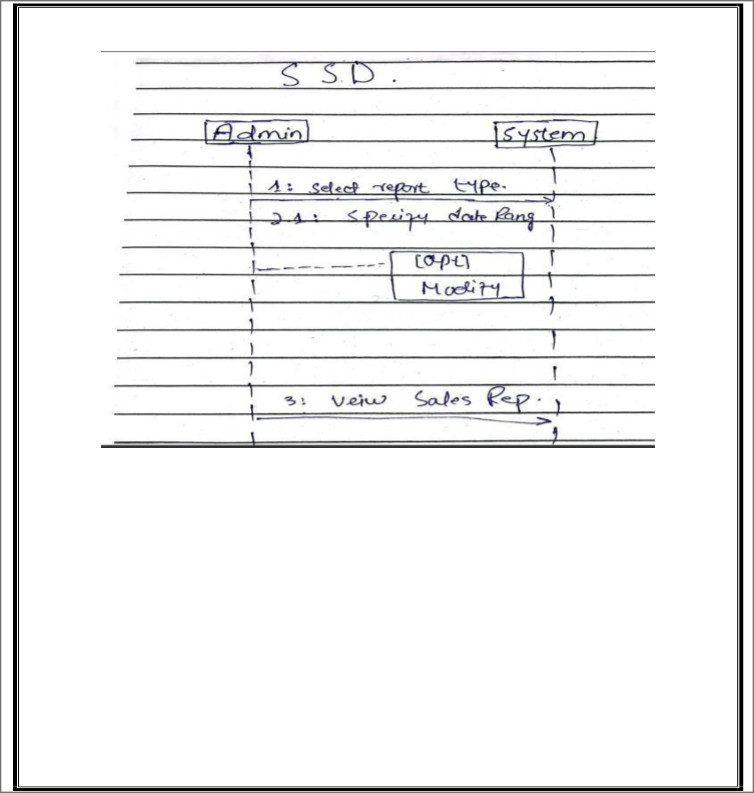 S S.D.
Admin
System
1: select report type.
2.1: specify date Rang
[opt]
Modify
3: veiw Sales Rep.